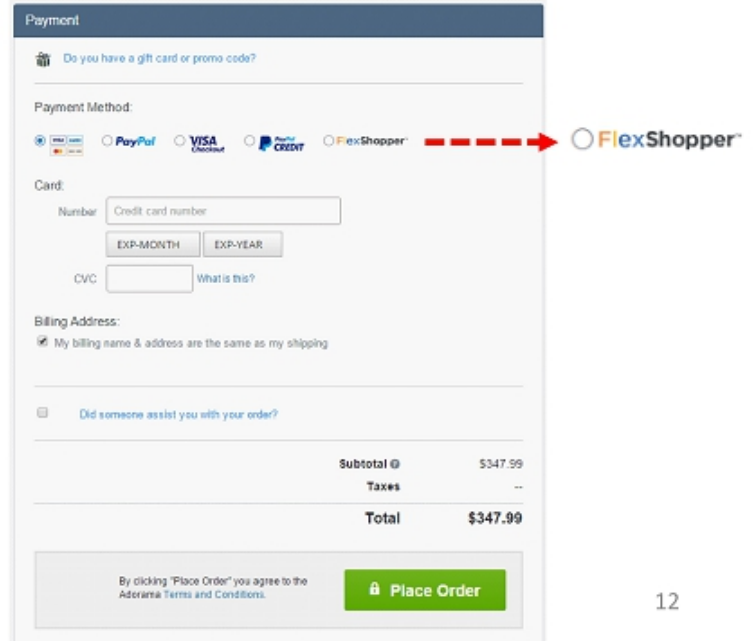 Payment
Do you have a gift card or promo code?
Payment Method:
PayPal VISA Checkout PayPal CREDIT FlexShopper
FlexShopper™
Card:
Number Credit card number
EXP-MONTH EXP-YEAR
CVC What is this?
Billing Address:
My billing name & address are the same as my shipping
Did someone assist you with your order?
Subtotal $347.99
Taxes --
Total $347.99
By clicking "Place Order" you agree to the
Adorama Terms and Conditions.
Place Order
12